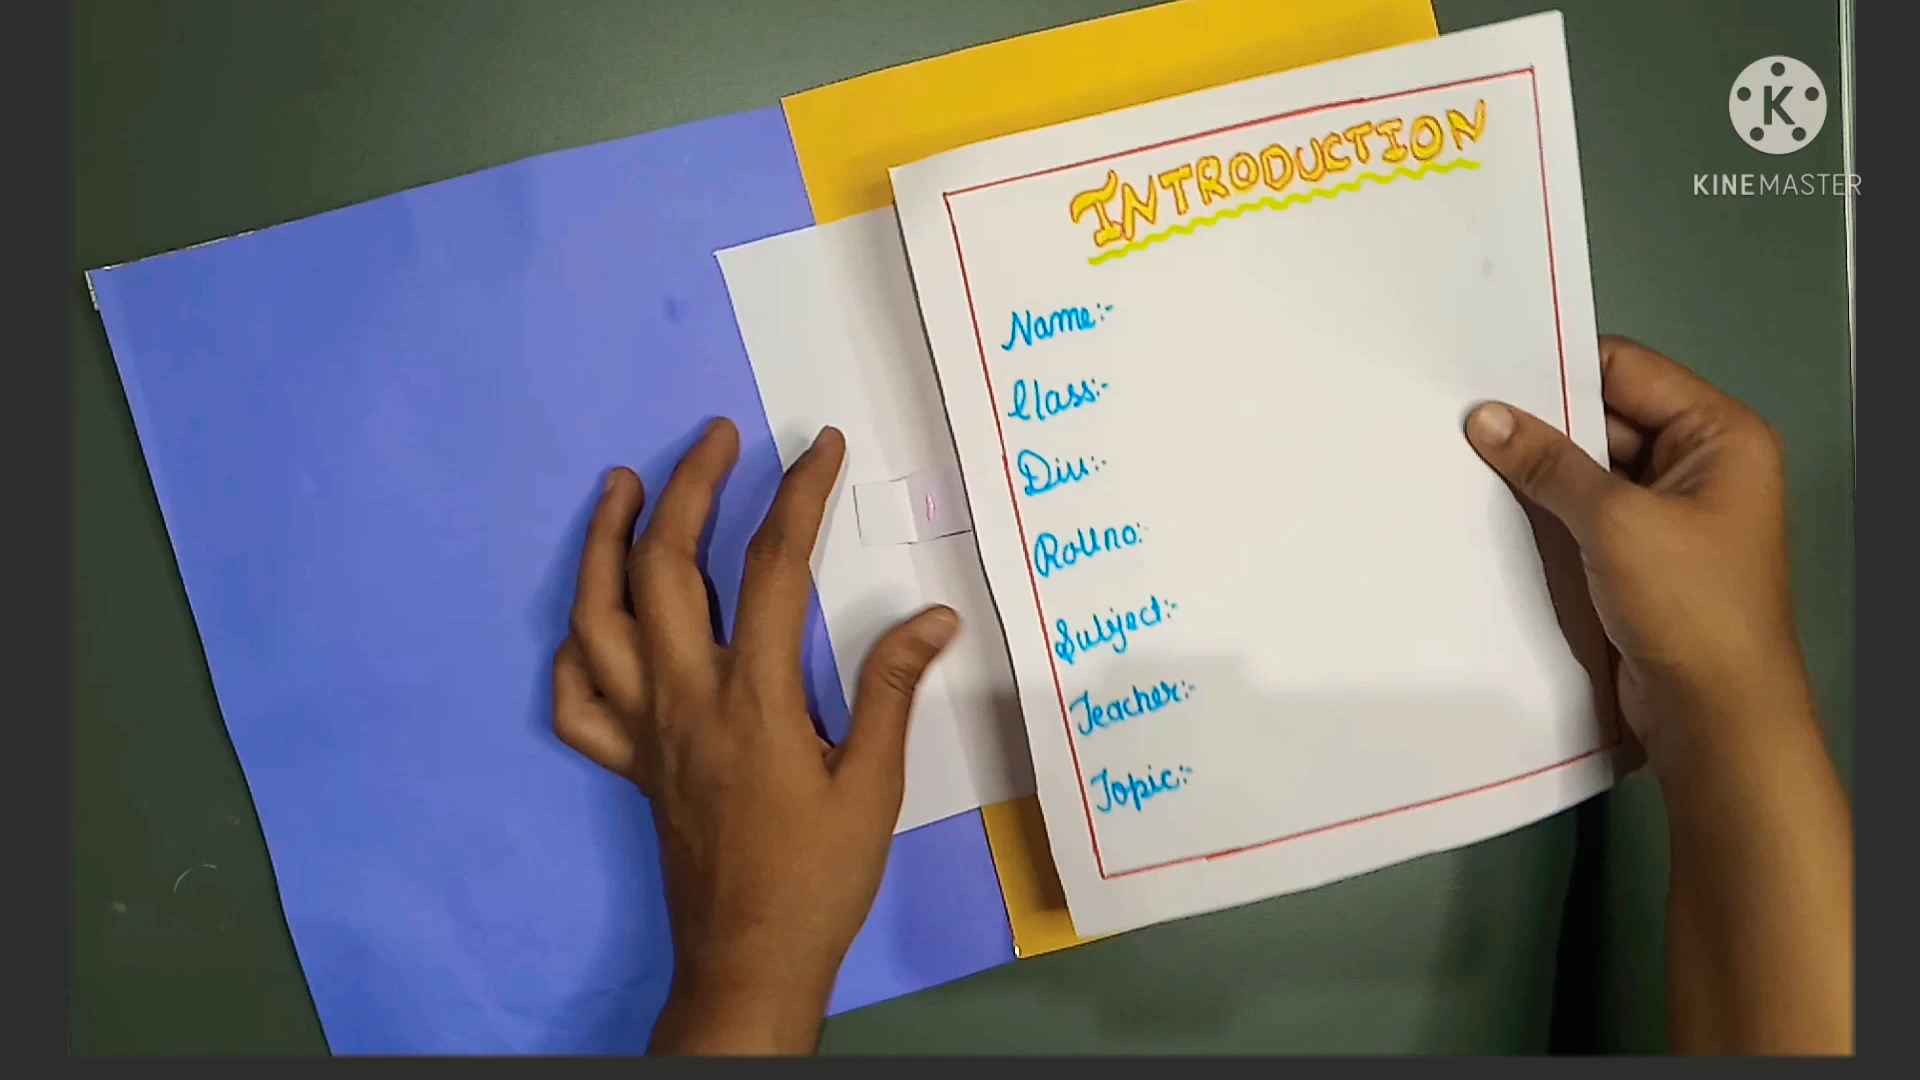 INTRODUCTION
Name:-
Class:-
Div:-
Rollno:-
Subject:-
Teacher:-
Topic:-
K
KINEMASTER